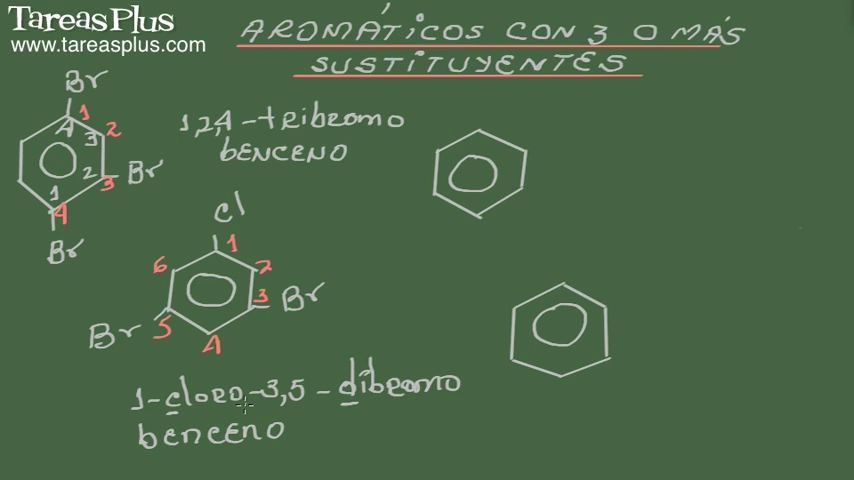 TareasPlus
www.tareasplus.com
AROMÁTICOS CON 3 O MÁS
SUSTITUYENTES
Br
1
A
3
2
1,2,4-tribromo
benceno
2
3
Br
1
4
Br
Cl
1
6
2
3
Br
Br
5
4
1-cloro-3,5-dibromo
benceno